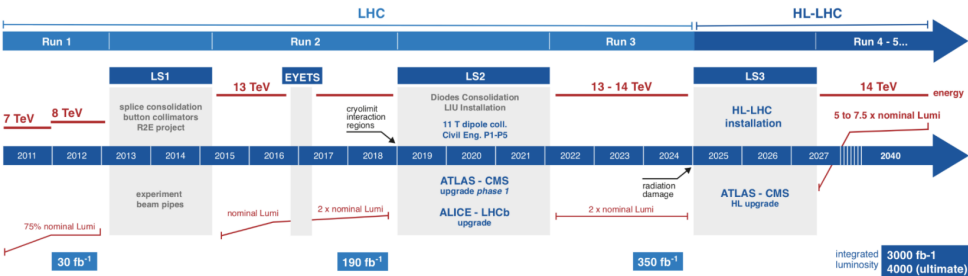 LHC
HL-LHC
Run 1
Run 2
Run 3
Run 4 - 5...
LS1
EYETS
LS2
LS3
13 TeV
13 - 14 TeV
14 TeV
energy
7 TeV
8 TeV
splice consolidation
button collimators
R2E project
cryolimit
interaction
regions
Diodes Consolidation
LIU Installation
11 T dipole coll.
Civil Eng. P1-P5
HL-LHC
installation
5 to 7.5 x nominal Lumi
2011
2012
2013
2014
2015
2016
2017
2018
2019
2020
2021
2022
2023
2024
2025
2026
2027
2040
experiment
beam pipes
ATLAS - CMS
upgrade phase 1
ALICE - LHCb
upgrade
radiation
damage
ATLAS - CMS
HL upgrade
75% nominal Lumi
nominal Lumi
2 x nominal Lumi
2 x nominal Lumi
30 fb-1
190 fb-1
350 fb-1
integrated
luminosity
3000 fb-1
4000 (ultimate)